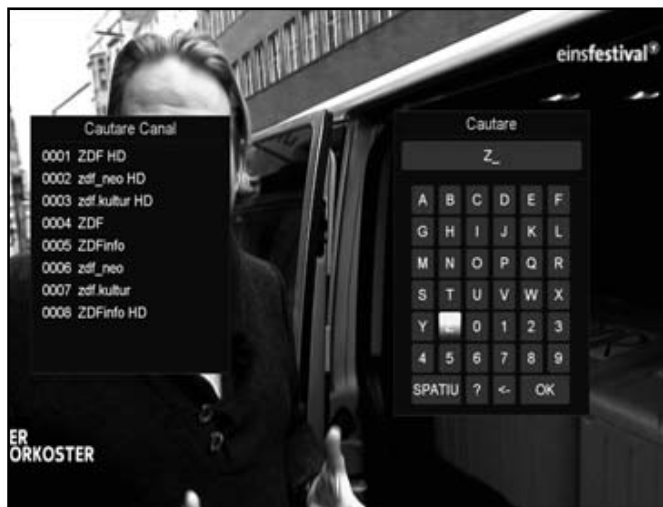 einsfestival
Cautare Canal
0001 ZDF HD
0002 zdf_neo HD
0003 zdf.kultur HD
0004 ZDF
0005 ZDFinfo
0006 zdf_neo
0007 zdf.kultur
0008 ZDFinfo HD
Cautare
Z_
A B C D E F
G H I J K L
M N O P Q R
S T U V W X
Y Z 0 1 2 3
4 5 6 7 8 9
SPATIU ? <- OK
ER
ORKOSTER